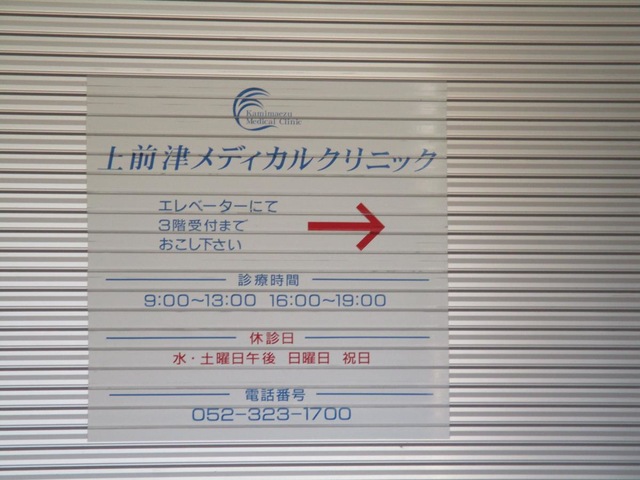 Kamimaezu
Medical Clinic
上前津メディカルクリニック
エレベーターにて
3階受付まで
おこし下さい
診療時間
9:00〜13:00 16:00〜19:00
休診日
水・土曜日午後 日曜日 祝日
電話番号
052-323-1700